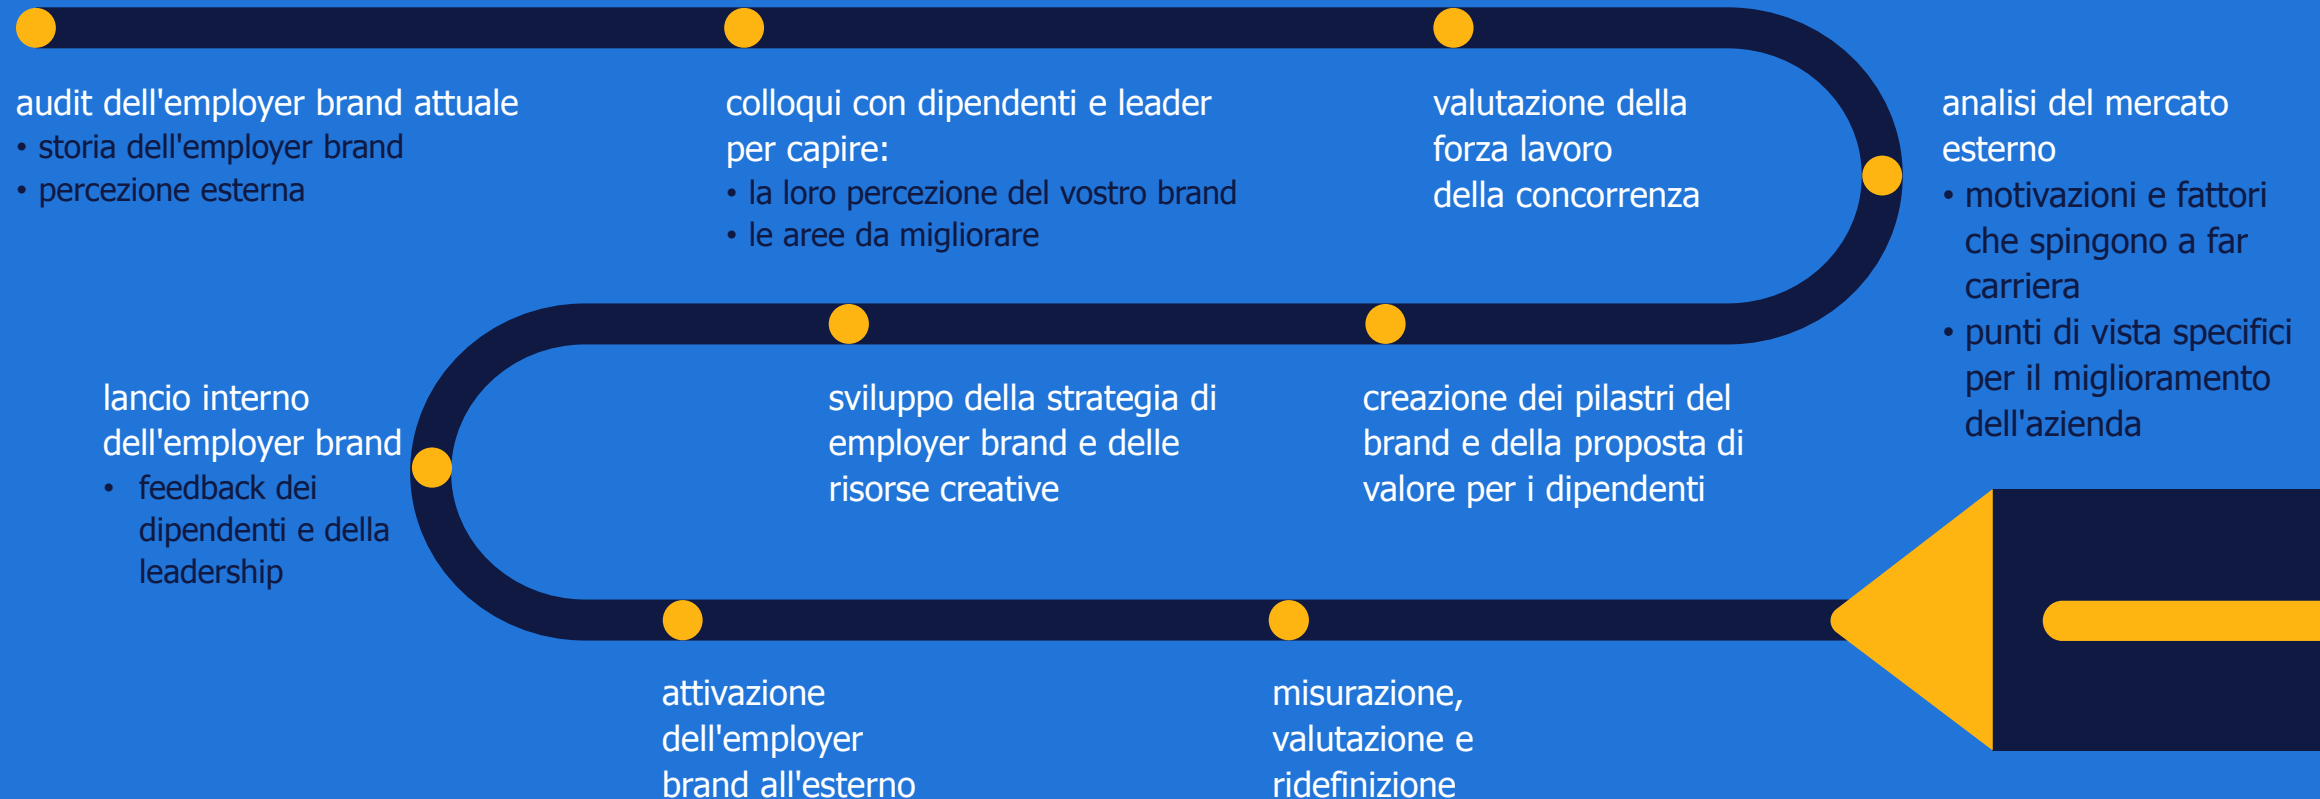 audit dell'employer brand attuale
• storia dell'employer brand
• percezione esterna
colloqui con dipendenti e leader
per capire:
• la loro percezione del vostro brand
• le aree da migliorare
valutazione della
forza lavoro
della concorrenza
analisi del mercato
esterno
• motivazioni e fattori
che spingono a far
carriera
• punti di vista specifici
per il miglioramento
dell'azienda
creazione dei pilastri del
brand e della proposta di
valore per i dipendenti
sviluppo della strategia di
employer brand e delle
risorse creative
lancio interno
dell'employer brand
• feedback dei
dipendenti e della
leadership
attivazione
dell'employer
brand all'esterno
misurazione,
valutazione e
ridefinizione